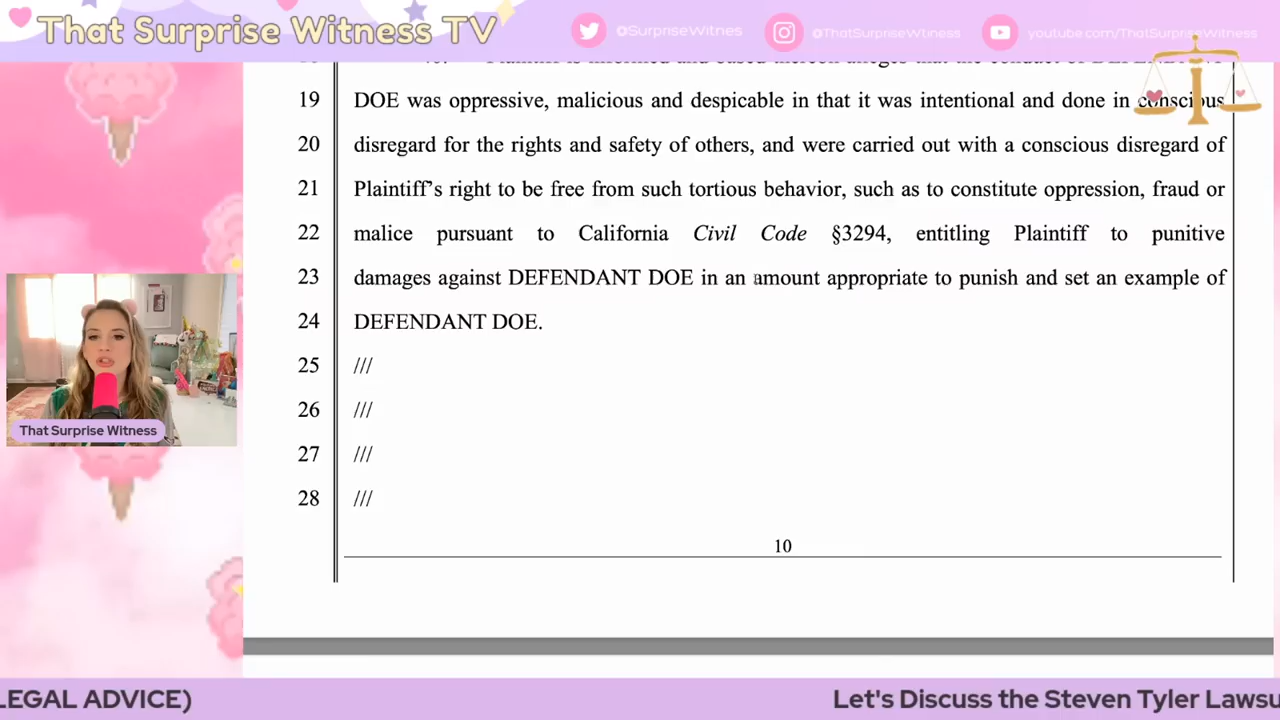 That Surprise Witness TV
@SurpriseWitnes
@ThatSurpriseWtiness
youtube.com/ThatSurpriseWitness
19 DOE was oppressive, malicious and despicable in that it was intentional and done in conscious
20 disregard for the rights and safety of others, and were carried out with a conscious disregard of
21 Plaintiff's right to be free from such tortious behavior, such as to constitute oppression, fraud or
22 malice pursuant to California Civil Code §3294, entitling Plaintiff to punitive
23 damages against DEFENDANT DOE in an amount appropriate to punish and set an example of
24 DEFENDANT DOE.
25 ///
26 ///
27 ///
28 ///
10
That Surprise Witness
LEGAL ADVICE)
Let's Discuss the Steven Tyler Lawsu